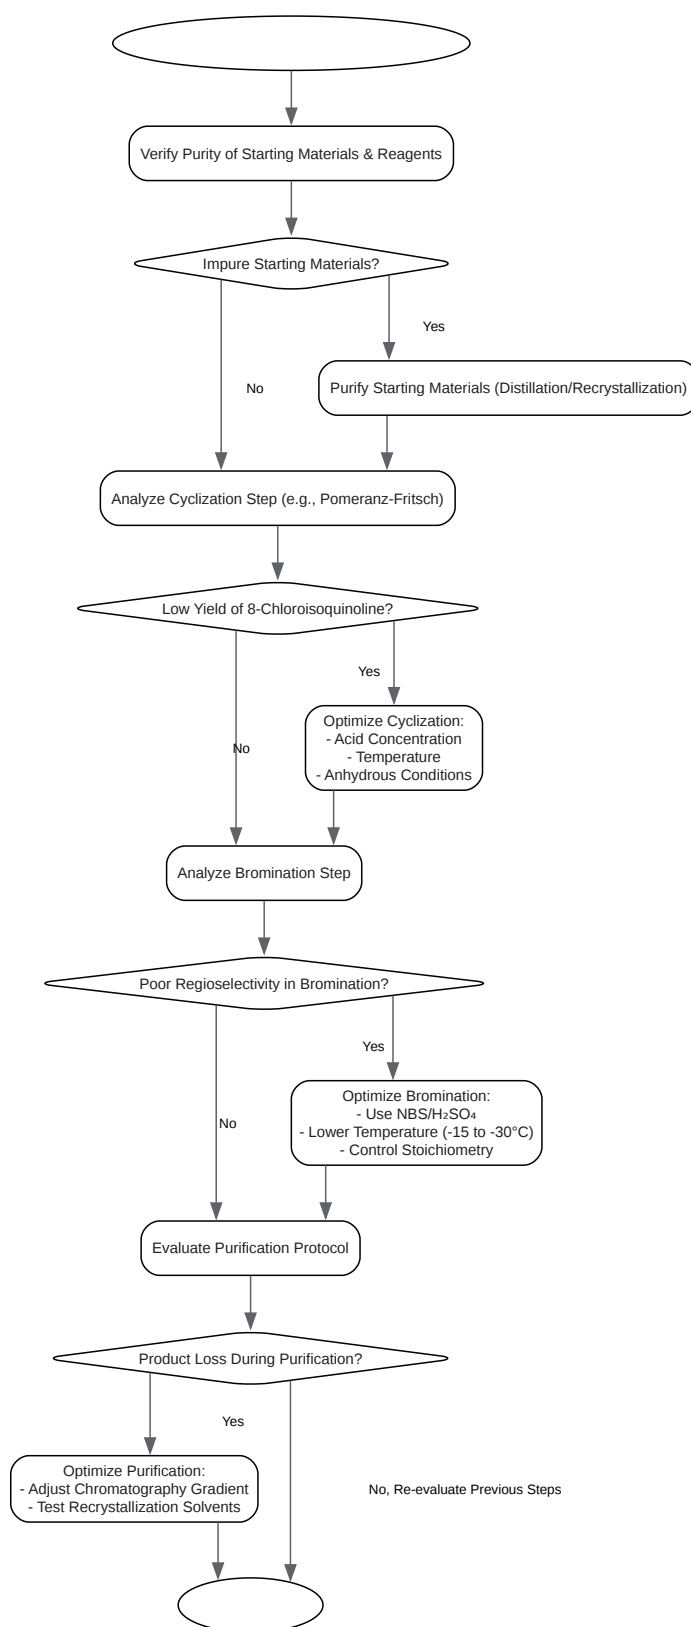 Verify Purity of Starting Materials & Reagents
Impure Starting Materials?
Yes
No
Purify Starting Materials (Distillation/Recrystallization)
Analyze Cyclization Step (e.g., Pomeranz-Fritsch)
Low Yield of 8-Chloroisoquinoline?
Yes
Optimize Cyclization:
- Acid Concentration
- Temperature
- Anhydrous Conditions
No
Analyze Bromination Step
Poor Regioselectivity in Bromination?
Yes
Optimize Bromination:
- Use NBS/H₂SO₄
- Lower Temperature (-15 to -30°C)
- Control Stoichiometry
No
Evaluate Purification Protocol
Product Loss During Purification?
Yes
Optimize Purification:
- Adjust Chromatography Gradient
- Test Recrystallization Solvents
No, Re-evaluate Previous Steps